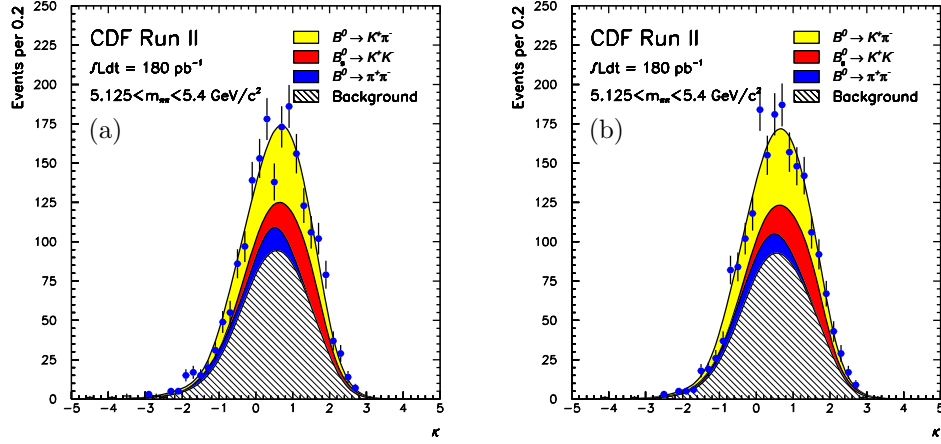 Events per 0.2
250
225
200
175
150
125
100
75
50
25
0
CDF Run II
∫Ldt = 180 pb⁻¹
5.125<mππ<5.4 GeV/c²
(a)
B⁰ → K⁺π⁻
B⁰s → K⁺K⁻
B⁰ → π⁺π⁻
Background
−5 −4 −3 −2 −1 0 1 2 3 4 5
κ
Events per 0.2
250
225
200
175
150
125
100
75
50
25
0
CDF Run II
∫Ldt = 180 pb⁻¹
5.125<mππ<5.4 GeV/c²
(b)
B⁰ → K⁺π⁻
B⁰s → K⁺K⁻
B⁰ → π⁺π⁻
Background
−5 −4 −3 −2 −1 0 1 2 3 4 5
κ